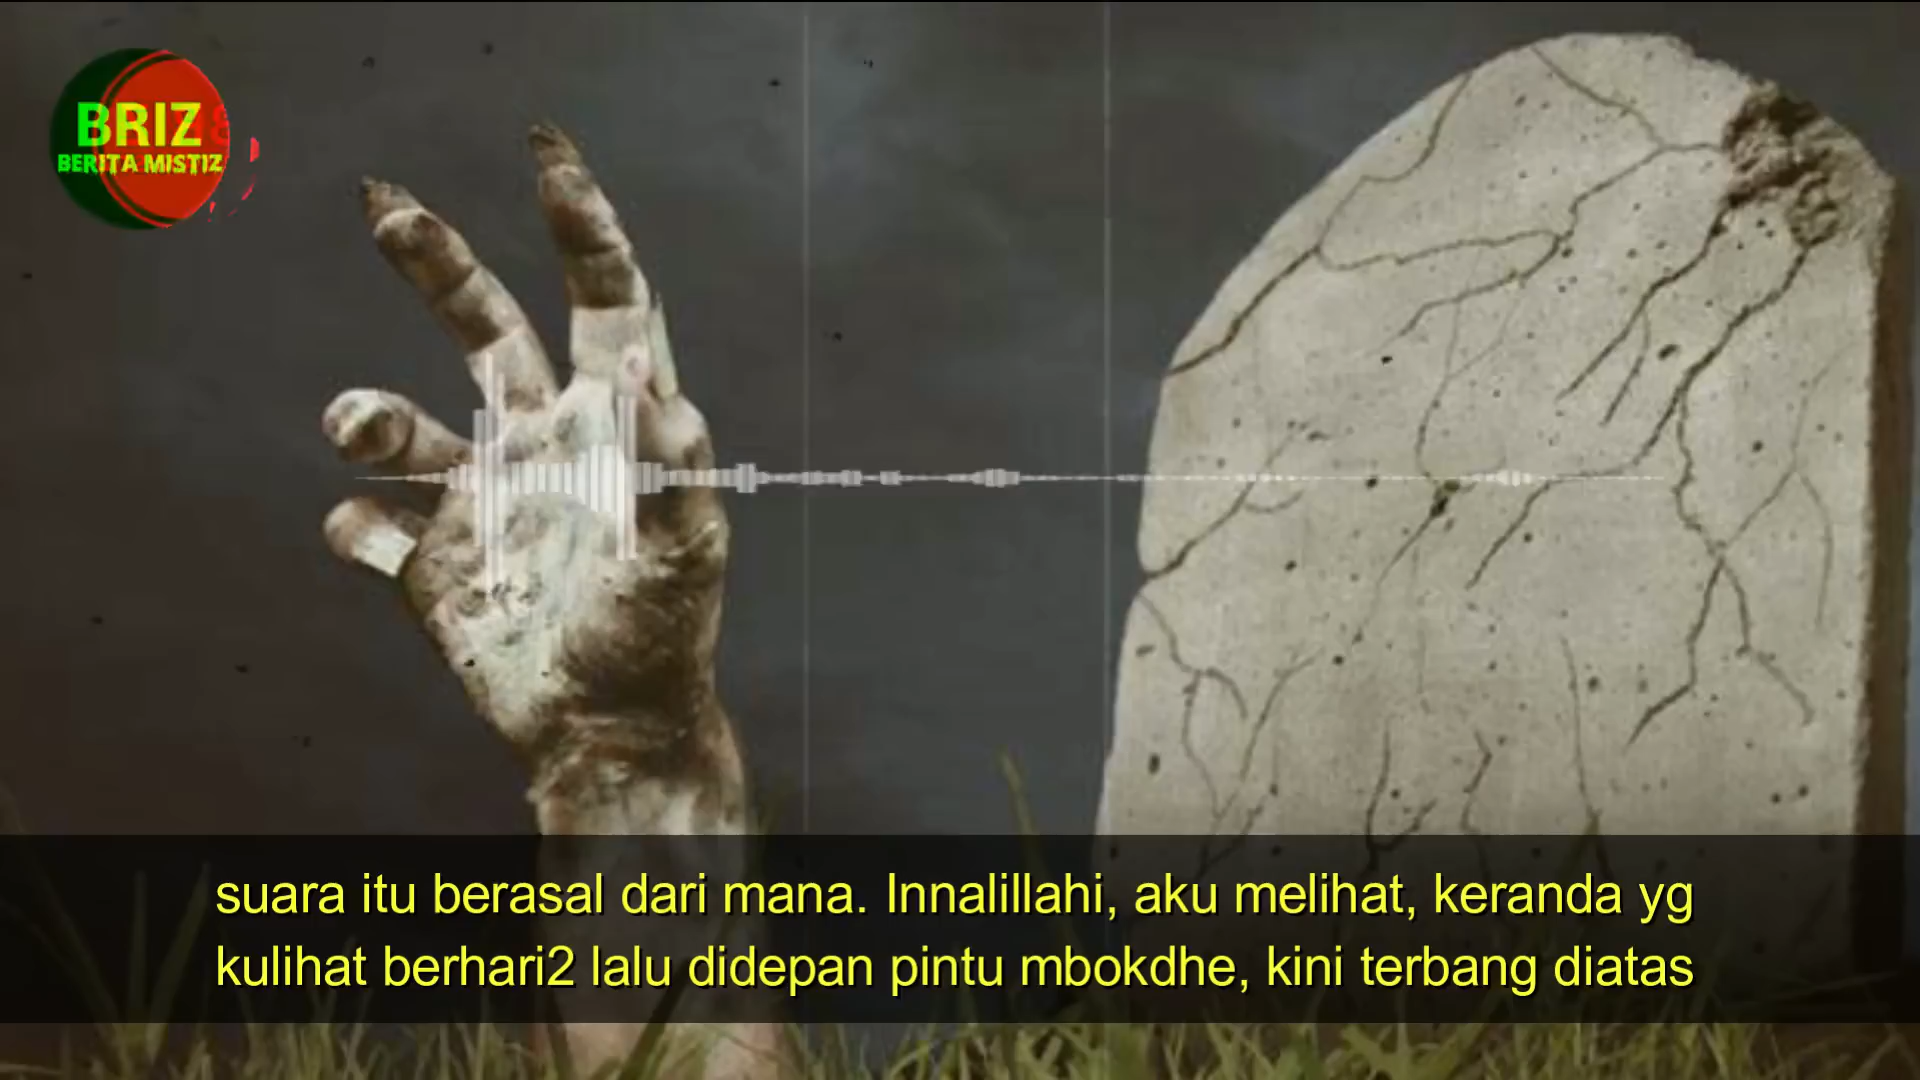 BRIZ
BERITA MISTIZ
suara itu berasal dari mana. Innalillahi, aku melihat, keranda yg
kulihat berhari2 lalu didepan pintu mbokdhe, kini terbang diatas